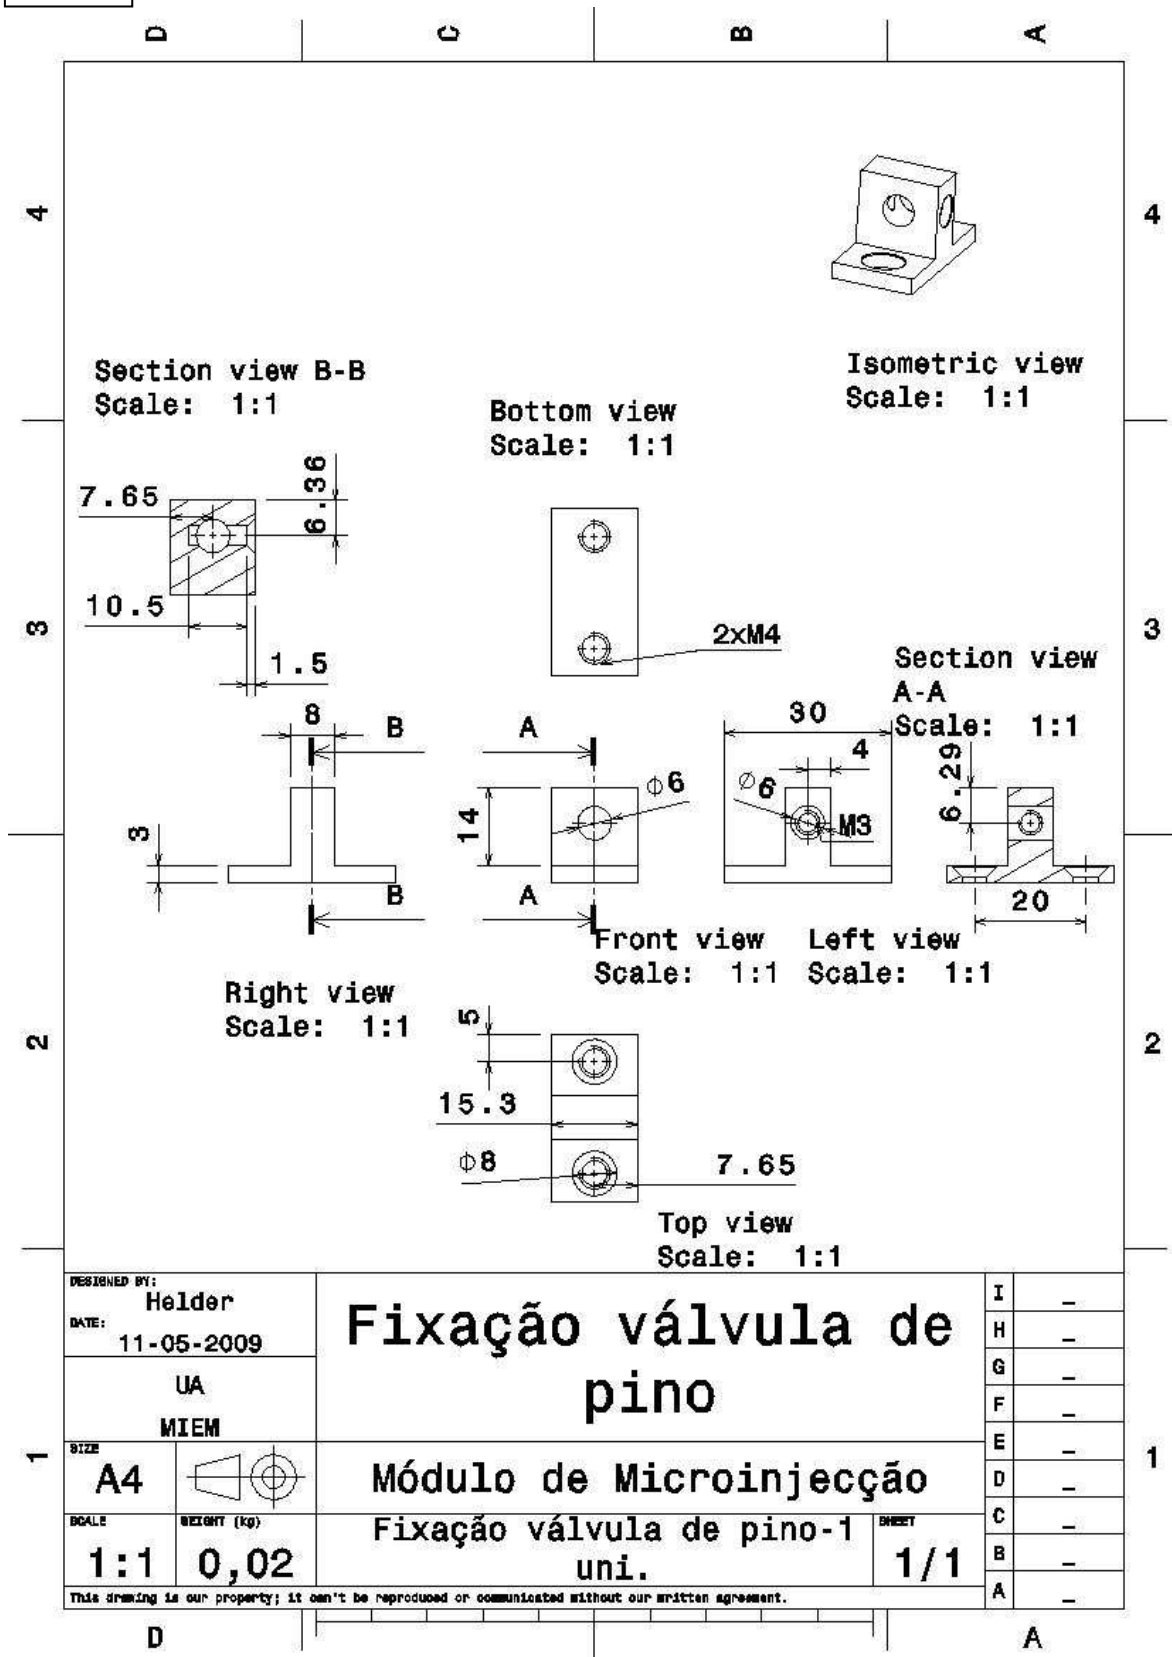 D C B A
4 4
Section view B-B
Scale: 1:1
Isometric view
Scale: 1:1
Bottom view
Scale: 1:1
7.65
6.36
10.5
1.5
3 3
2xM4
Section view
A-A
Scale: 1:1
8
B
A
30
4
6.29
3
14
Φ6
Ø6
M3
B
A
20
Front view
Scale: 1:1
Left view
Scale: 1:1
Right view
Scale: 1:1
2 2
5
15.3
Φ8
7.65
Top view
Scale: 1:1
DESIGNED BY:
Helder
DATE:
11-05-2009
UA
MIEM
SIZE
A4
SCALE
1:1
WEIGHT (kg)
0,02
Fixação válvula de
pino
Módulo de Microinjecção
Fixação válvula de pino-1
uni.
SHEET
1/1
I _
H _
G _
F _
E _
D _
C _
B _
A _
1 1
This drawing is our property; it can't be reproduced or communicated without our written agreement.
D A